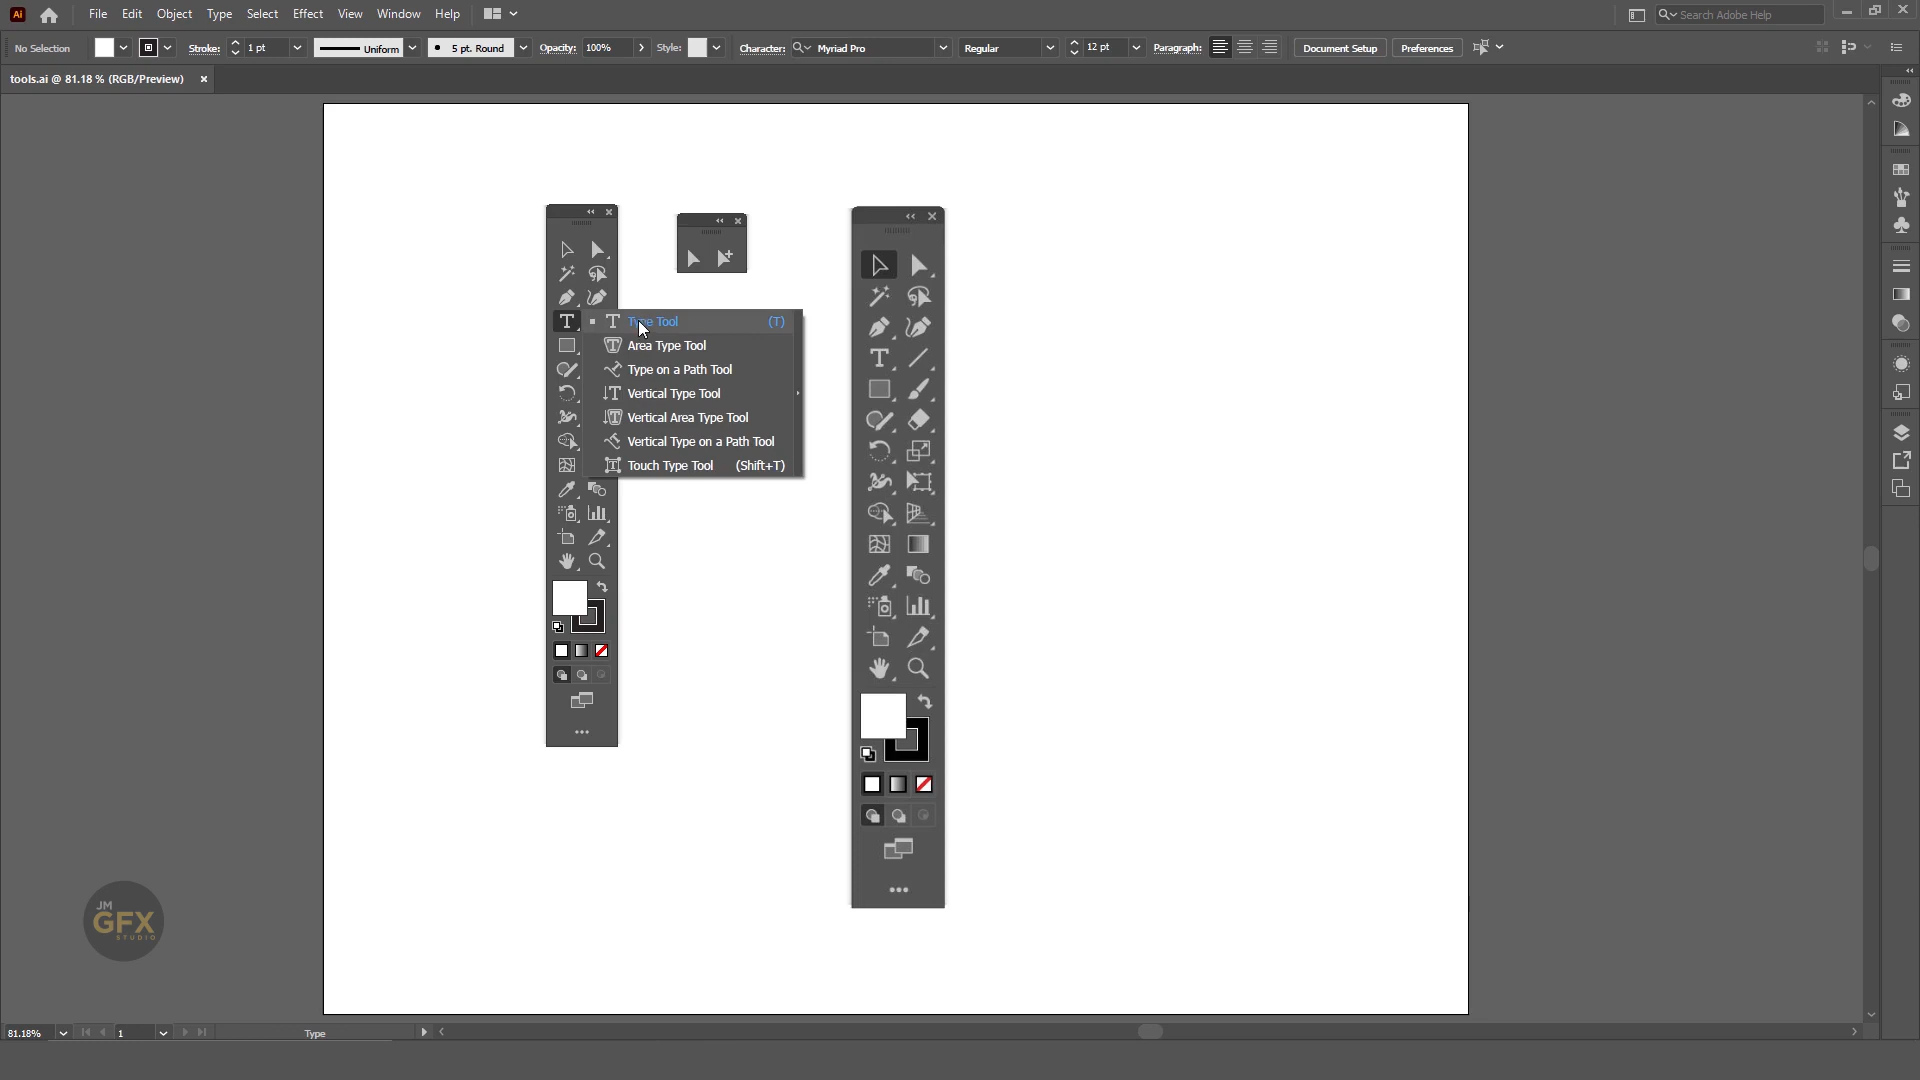 Ai File Edit Object Type Select Effect View Window Help Search Adobe Help
No Selection Stroke: 1 pt Uniform 5 pt. Round Opacity: 100% Style: Character: Myriad Pro Regular 12 pt Paragraph: Document Setup Preferences
tools.ai @ 81.18 % (RGB/Preview)
Type Tool (T)
Area Type Tool
Type on a Path Tool
Vertical Type Tool
Vertical Area Type Tool
Vertical Type on a Path Tool
Touch Type Tool (Shift+T)
JM
GFX
STUDIO
81.18% 1 Type